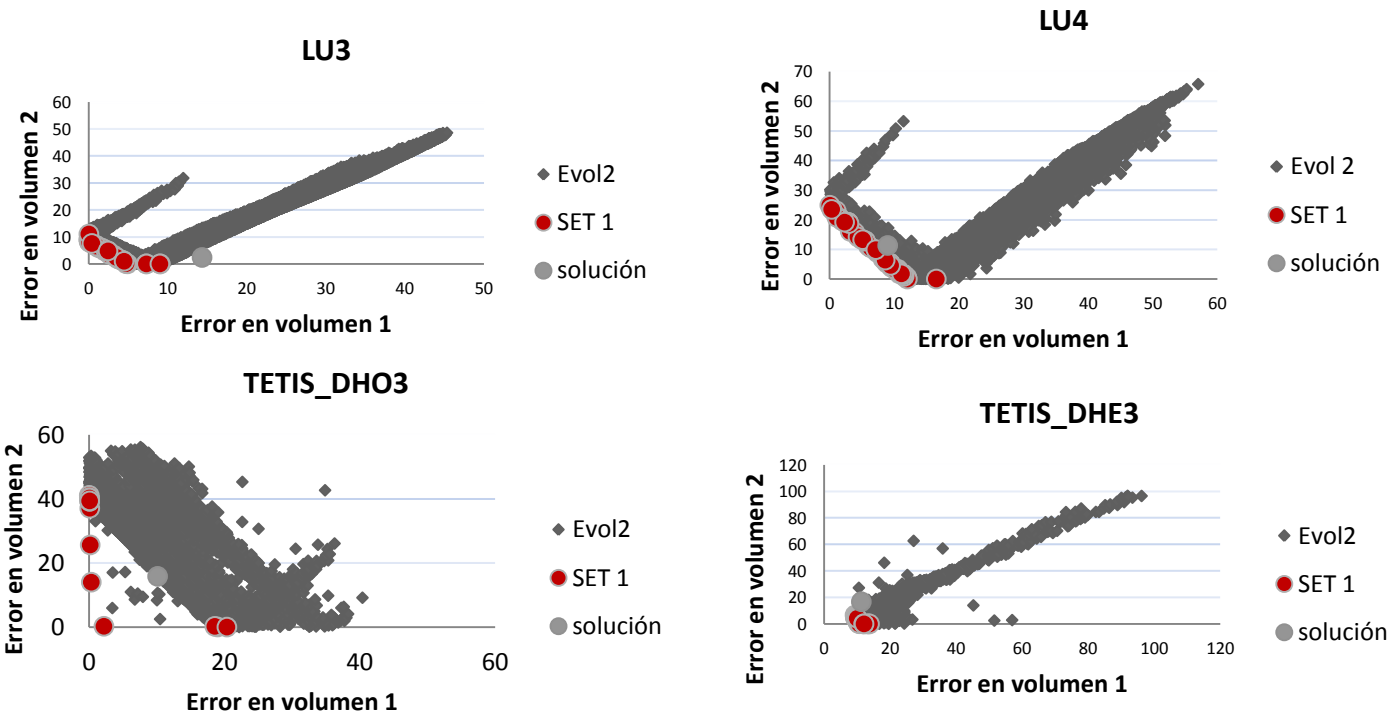 LU3
Error en volumen 2
60
50
40
30
20
10
0
0 10 20 30 40 50
Error en volumen 1
Evol2
SET 1
solución
LU4
Error en volumen 2
70
60
50
40
30
20
10
0
0 10 20 30 40 50 60
Error en volumen 1
Evol 2
SET 1
solución
TETIS_DHO3
Error en volumen 2
60
40
20
0
0 20 40 60
Error en volumen 1
Evol2
SET 1
solución
TETIS_DHE3
Error en volumen 2
120
100
80
60
40
20
0
0 20 40 60 80 100 120
Error en volumen 1
Evol2
SET 1
solución